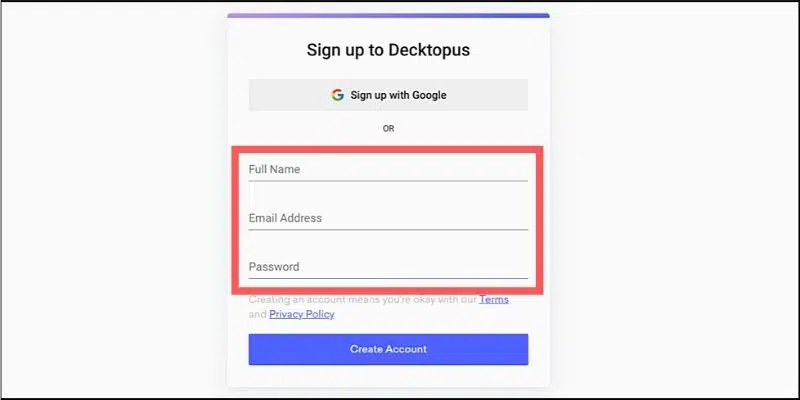 Sign up to Decktopus
Sign up with Google
OR
Full Name
Email Address
Password
Creating an account means you're okay with our Terms
and Privacy Policy
Create Account